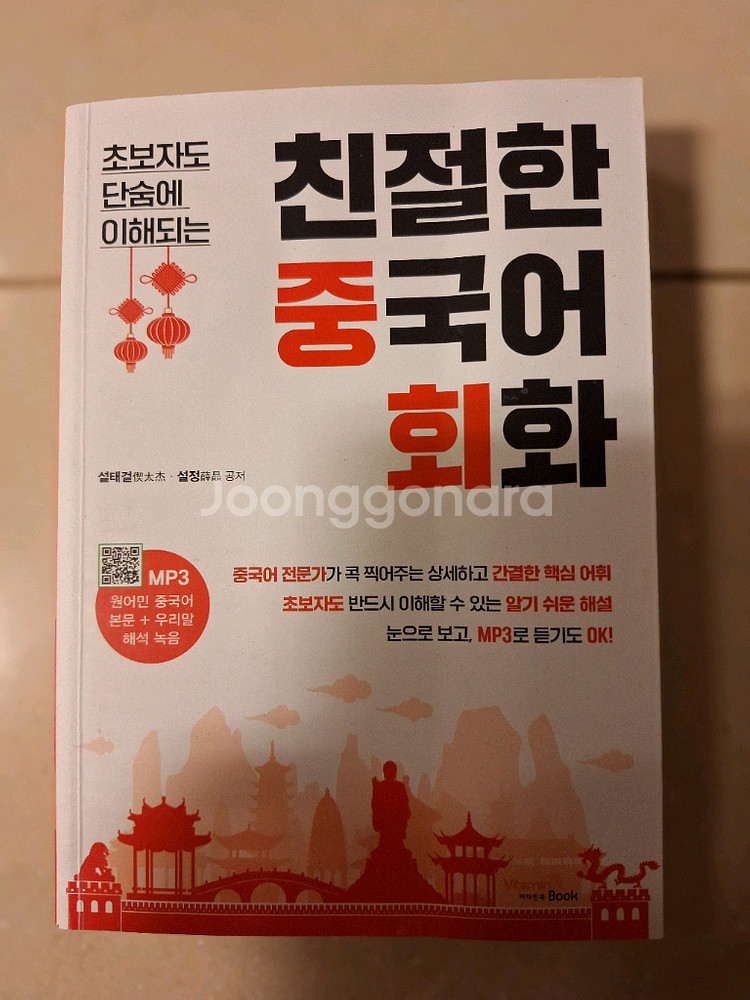 초보자도
단숨에
이해되는
친절한
중국어
회화
설태걸偰太杰 · 설정薛晶 공저
Joonggonara
MP3
원어민 중국어
본문 + 우리말
해석 녹음
중국어 전문가가 콕 찍어주는 상세하고 간결한 핵심 어휘
초보자도 반드시 이해할 수 있는 알기 쉬운 해설
눈으로 보고, MP3로 듣기도 OK!
Vitamin
비타민북 Book